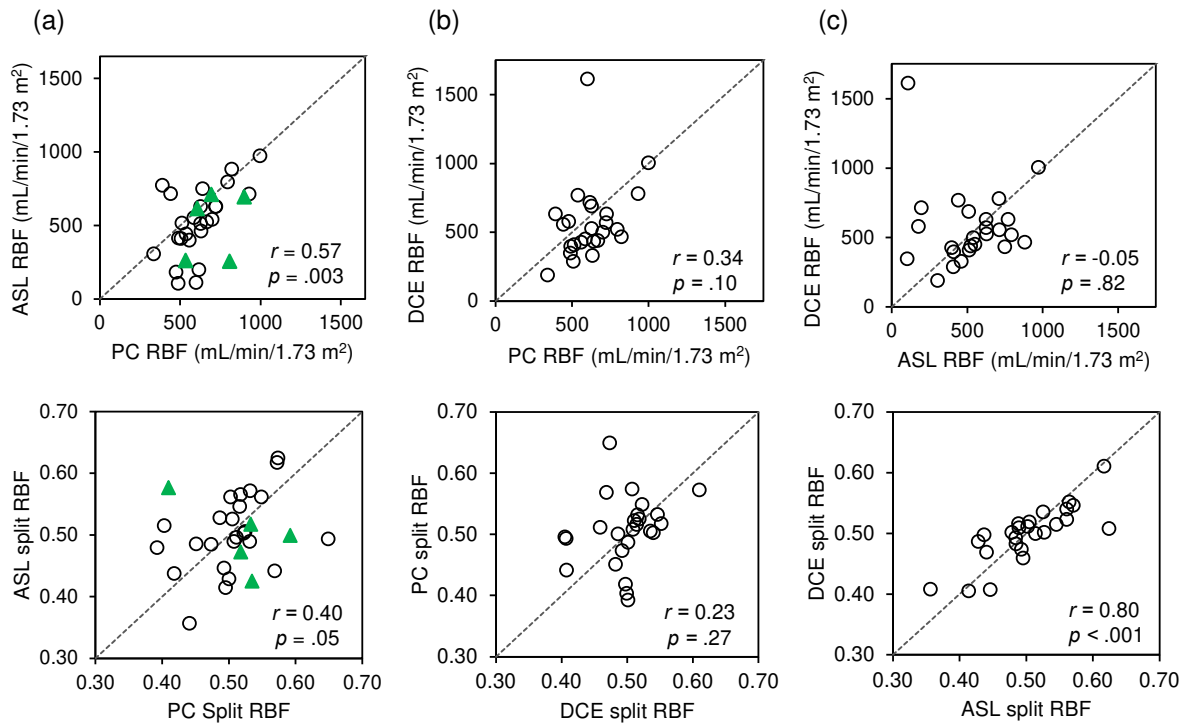 (a)
(b)
(c)
ASL RBF (mL/min/1.73 m²)
1500
1000
500
0
0 500 1000 1500
PC RBF (mL/min/1.73 m²)
r = 0.57
p = .003
DCE RBF (mL/min/1.73 m²)
1500
1000
500
0
0 500 1000 1500
PC RBF (mL/min/1.73 m²)
r = 0.34
p = .10
DCE RBF (mL/min/1.73 m²)
1500
1000
500
0
0 500 1000 1500
ASL RBF (mL/min/1.73 m²)
r = -0.05
p = .82
ASL split RBF
0.70
0.60
0.50
0.40
0.30
0.30 0.40 0.50 0.60 0.70
PC Split RBF
r = 0.40
p = .05
PC split RBF
0.70
0.60
0.50
0.40
0.30
0.30 0.40 0.50 0.60 0.70
DCE split RBF
r = 0.23
p = .27
DCE split RBF
0.70
0.60
0.50
0.40
0.30
0.30 0.40 0.50 0.60 0.70
ASL split RBF
r = 0.80
p < .001